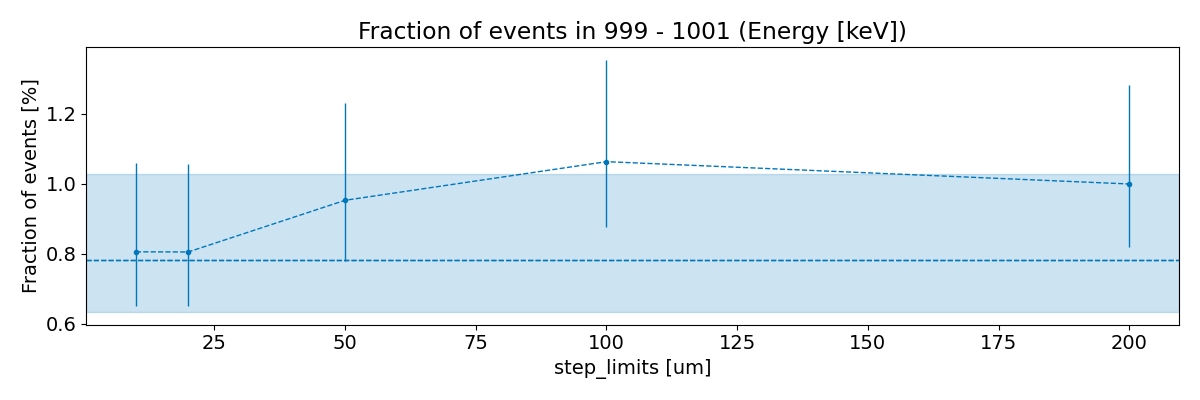 Fraction of events in 999 - 1001 (Energy [keV])
Fraction of events [%]
1.2
1.0
0.8
0.6
25 50 75 100 125 150 175 200
step_limits [um]